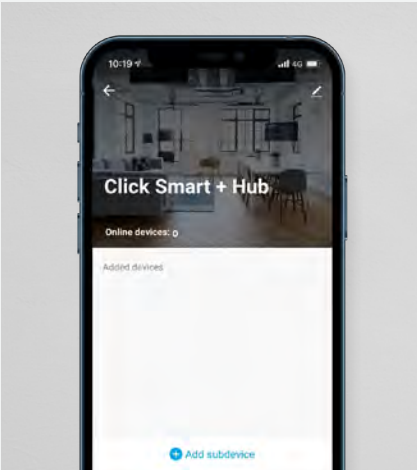 10:19
4G
Click Smart + Hub
Online devices: 0
Added devices
Add subdevice